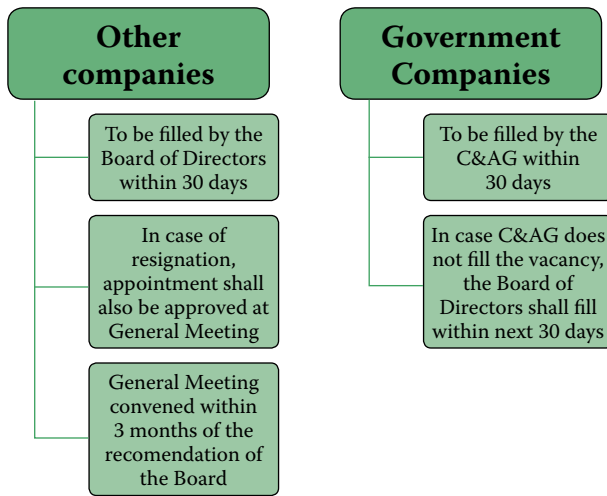 Other
companies
To be filled by the
Board of Directors
within 30 days
In case of
resignation,
appointment shall
also be approved at
General Meeting
General Meeting
convened within
3 months of the
recomendation of
the Board
Government
Companies
To be filled by the
C&AG within
30 days
In case C&AG does
not fill the vacancy,
the Board of
Directors shall fill
within next 30 days